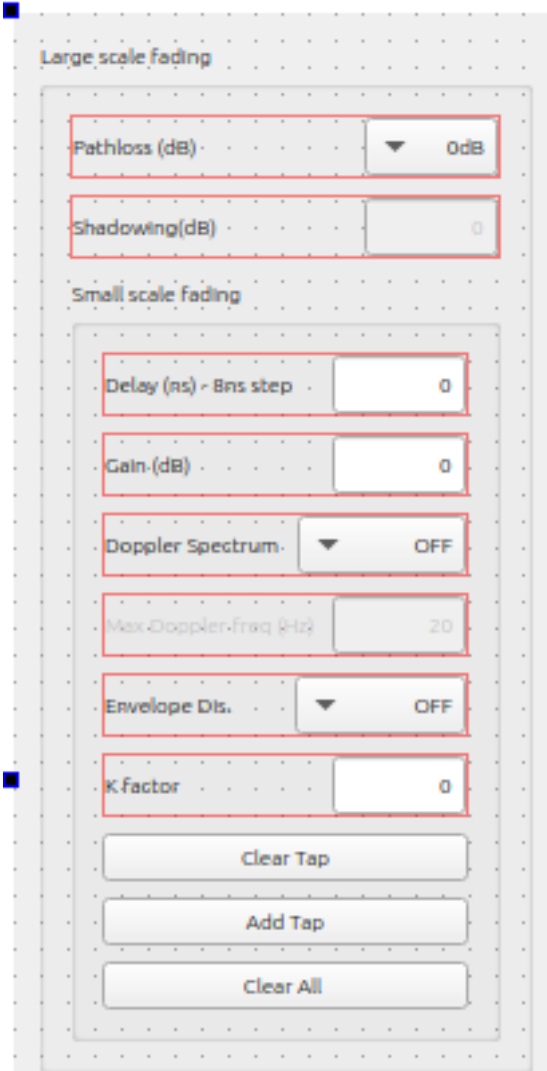 Large scale fading
Pathloss (dB) 0dB
Shadowing(dB) 0
Small scale fading
Delay (ns) - 8ns step 0
Gain (dB) 0
Doppler Spectrum OFF
Max Doppler freq (Hz) 20
Envelope Dis. OFF
K factor 0
Clear Tap
Add Tap
Clear All